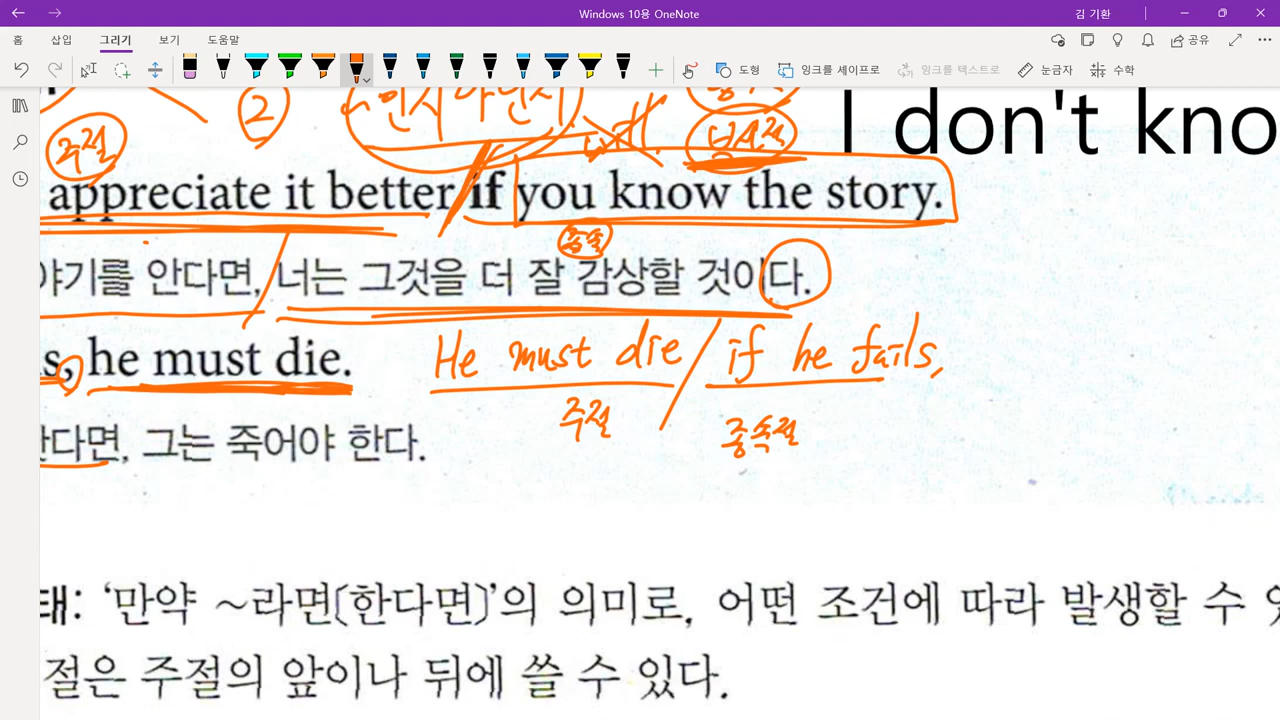 Windows 10용 OneNote
김 기환
홈 삽입 그리기 보기 도움말
공유
도형 잉크를 셰이프로 잉크를 텍스트로 눈금자 수학
② 인지 아닌지
주절
I don't kno
appreciate it better if you know the story.
종속
야기를 안다면, 너는 그것을 더 잘 감상할 것이다.
s, he must die. He must die / if he fails,
주절 종속절
한다면, 그는 죽어야 한다.
태: ‘만약 ~라면(한다면)’의 의미로, 어떤 조건에 따라 발생할 수
절은 주절의 앞이나 뒤에 쓸 수 있다.